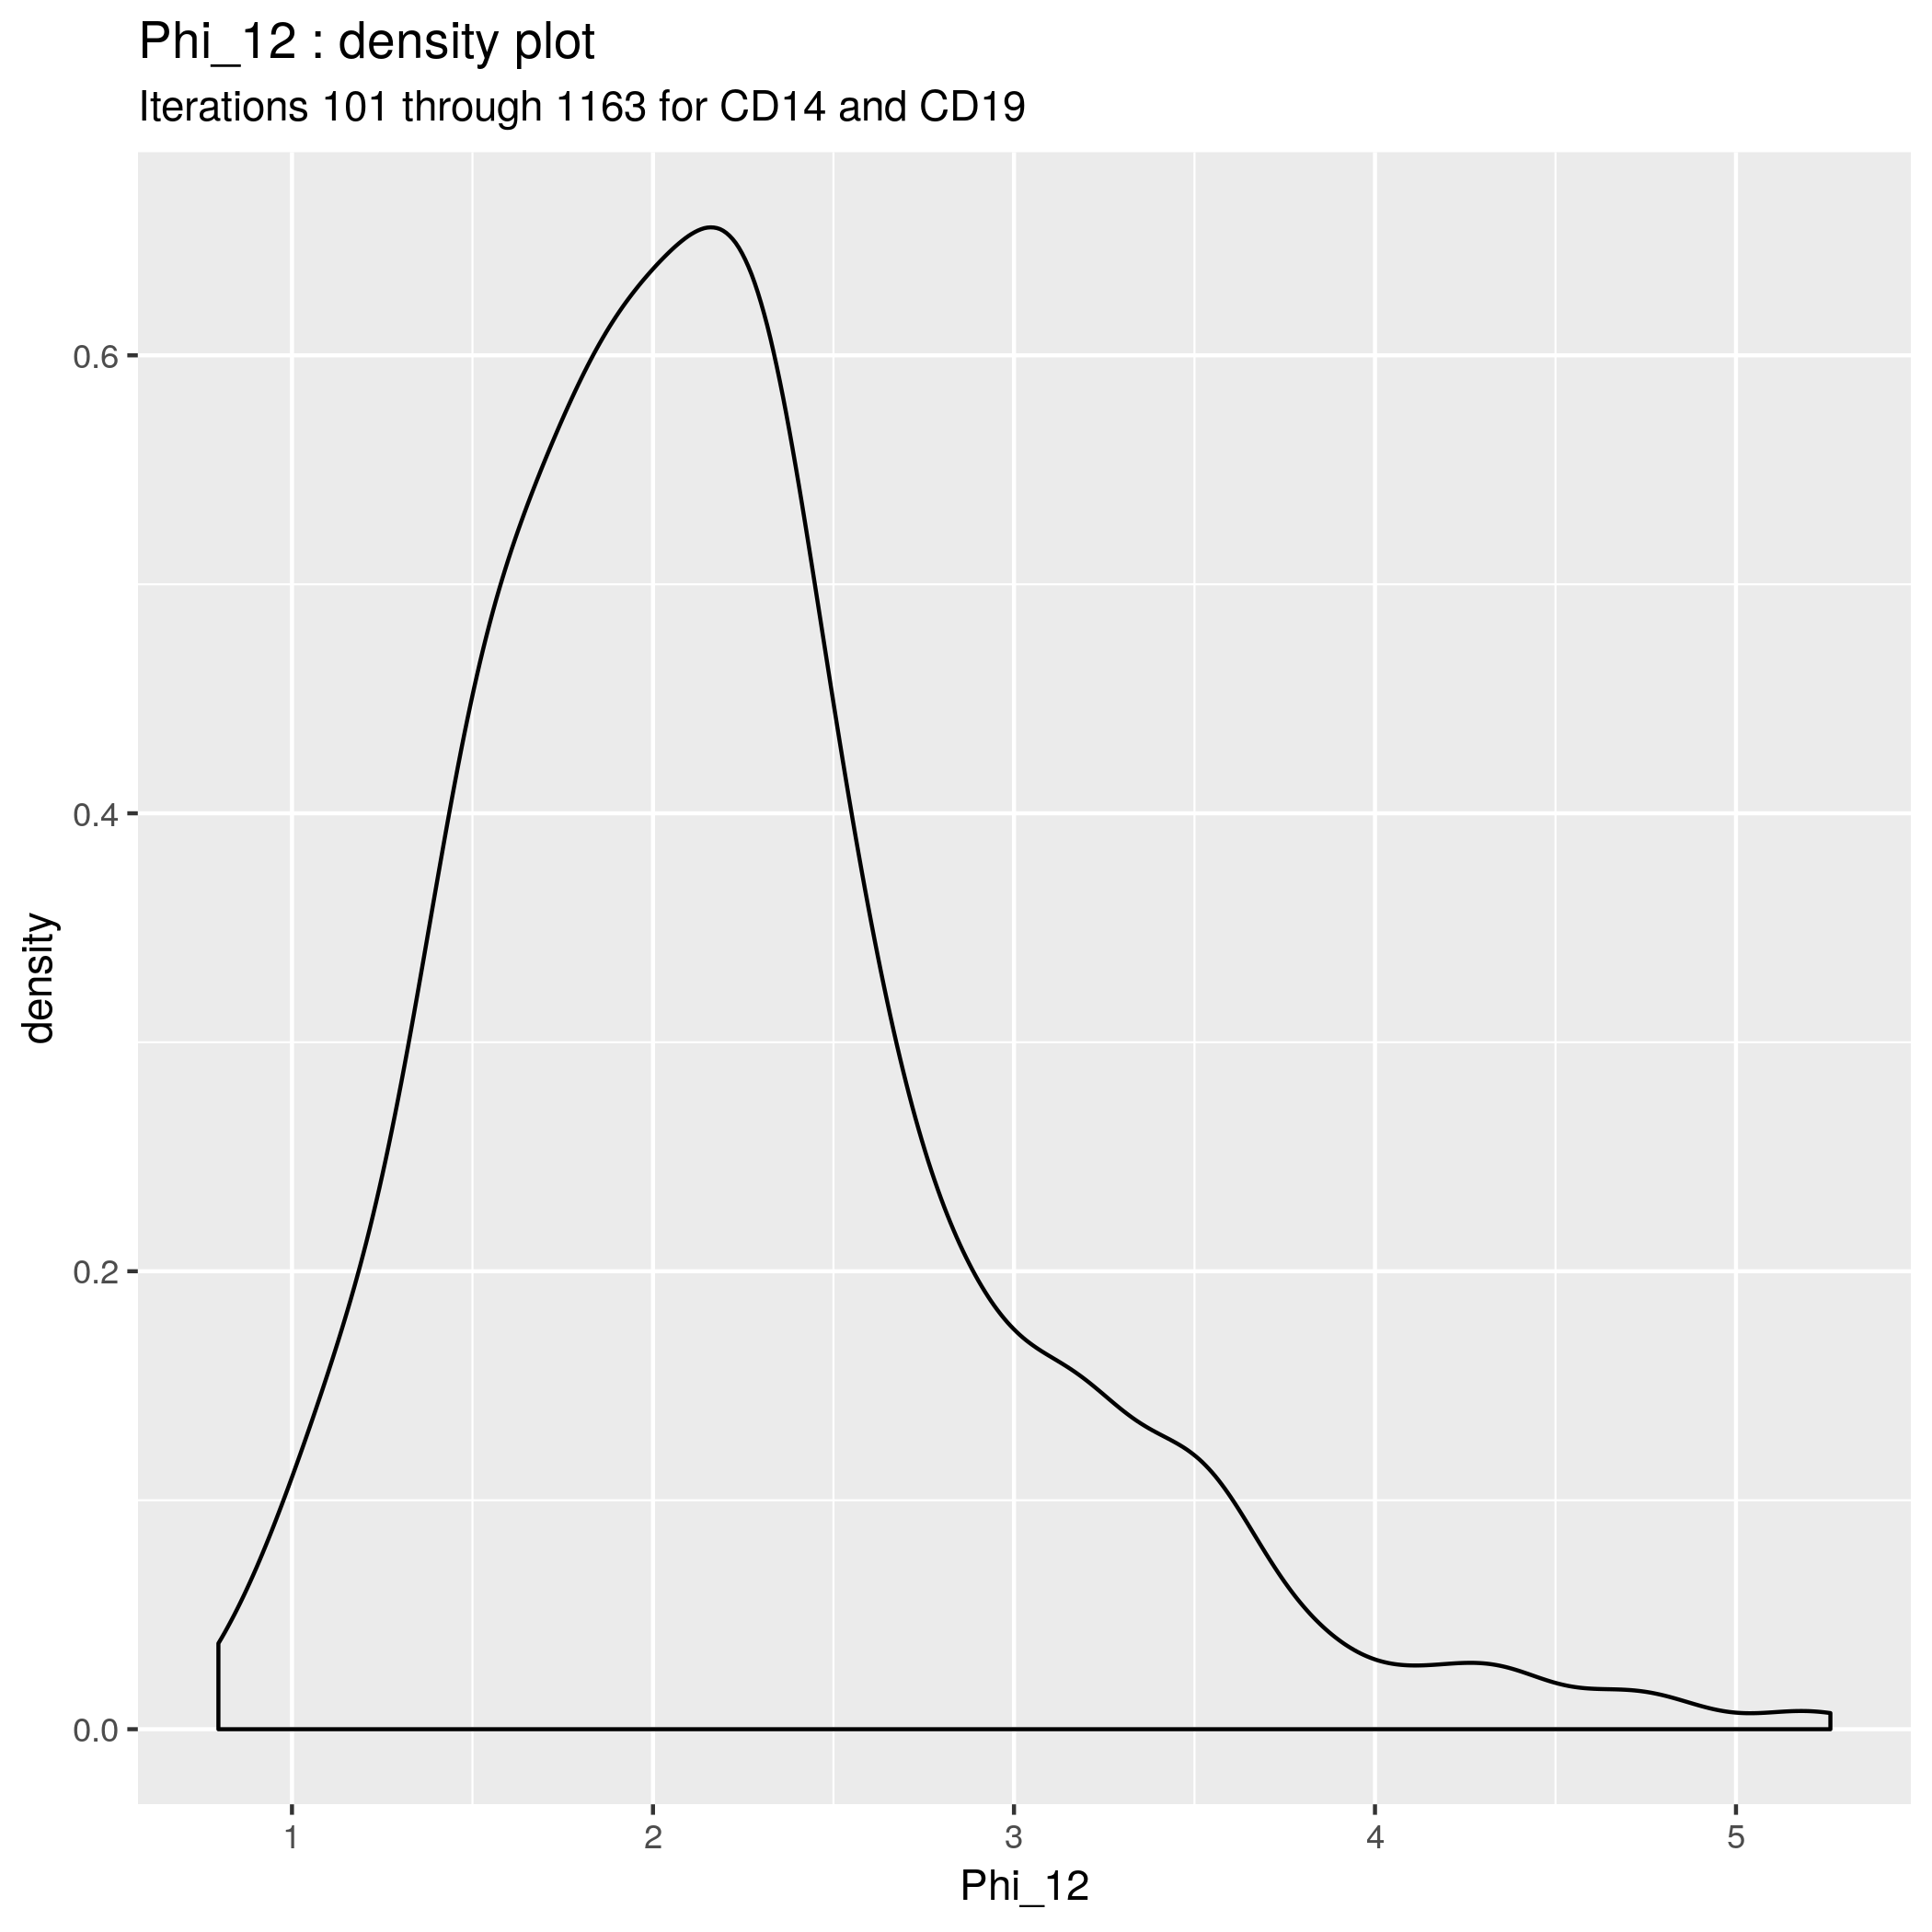 Phi_12 : density plot
Iterations 101 through 1163 for CD14 and CD19
density
0.6
0.4
0.2
0.0
1 2 3 4 5
Phi_12